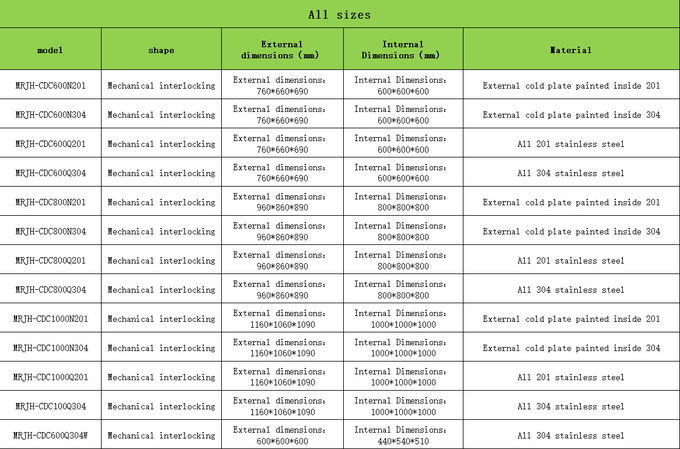 All sizes
model shape External dimensions（mm） Internal Dimensions（mm） Material
MRJH-CDC600N201 Mechanical interlocking External dimensions: 760*660*690 Internal Dimensions: 600*600*600 External cold plate painted inside 201
MRJH-CDC600N304 Mechanical interlocking External dimensions: 760*660*690 Internal Dimensions: 600*600*600 External cold plate painted inside 304
MRJH-CDC600Q201 Mechanical interlocking External dimensions: 760*660*690 Internal Dimensions: 600*600*600 All 201 stainless steel
MRJH-CDC600Q304 Mechanical interlocking External dimensions: 760*660*690 Internal Dimensions: 600*600*600 All 304 stainless steel
MRJH-CDC800N201 Mechanical interlocking External dimensions: 960*860*890 Internal Dimensions: 800*800*800 External cold plate painted inside 201
MRJH-CDC800N304 Mechanical interlocking External dimensions: 960*860*890 Internal Dimensions: 800*800*800 External cold plate painted inside 304
MRJH-CDC800Q201 Mechanical interlocking External dimensions: 960*860*890 Internal Dimensions: 800*800*800 All 201 stainless steel
MRJH-CDC800Q304 Mechanical interlocking External dimensions: 960*860*890 Internal Dimensions: 800*800*800 All 304 stainless steel
MRJH-CDC1000N201 Mechanical interlocking External dimensions: 1160*1060*1090 Internal Dimensions: 1000*1000*1000 External cold plate painted inside 201
MRJH-CDC1000N304 Mechanical interlocking External dimensions: 1160*1060*1090 Internal Dimensions: 1000*1000*1000 External cold plate painted inside 304
MRJH-CDC1000Q201 Mechanical interlocking External dimensions: 1160*1060*1090 Internal Dimensions: 1000*1000*1000 All 201 stainless steel
MRJH-CDC100Q304 Mechanical interlocking External dimensions: 1160*1060*1090 Internal Dimensions: 1000*1000*1000 All 304 stainless steel
MRJH-CDC600Q304W Mechanical interlocking External dimensions: 600*600*600 Internal Dimensions: 440*540*510 All 304 stainless steel